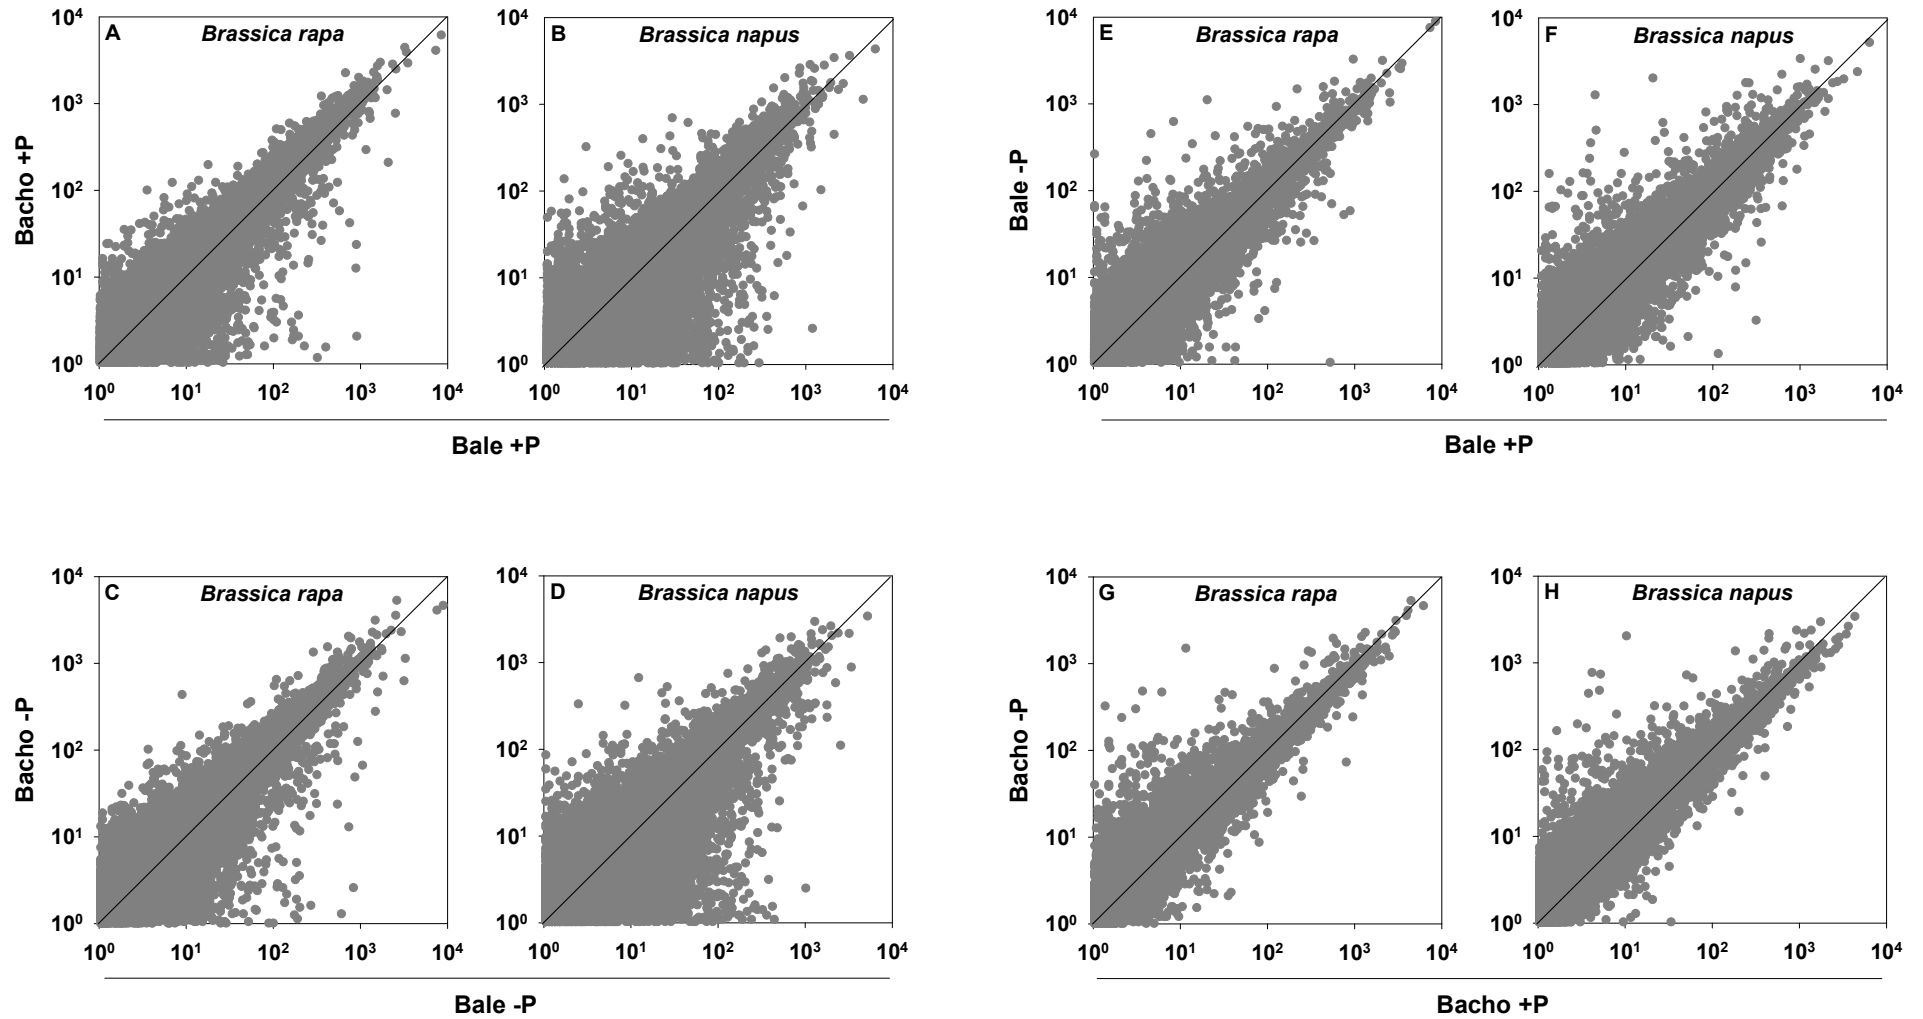 A Brassica rapa
10⁴
10³
10²
10¹
10⁰
10⁰ 10¹ 10² 10³ 10⁴
Bacho +P
B Brassica napus
10⁴
10³
10²
10¹
10⁰
10⁰ 10¹ 10² 10³ 10⁴
Bale +P
E Brassica rapa
10⁴
10³
10²
10¹
10⁰
10⁰ 10¹ 10² 10³ 10⁴
Bale -P
F Brassica napus
10⁴
10³
10²
10¹
10⁰
10⁰ 10¹ 10² 10³ 10⁴
Bale +P
C Brassica rapa
10⁴
10³
10²
10¹
10⁰
10⁰ 10¹ 10² 10³ 10⁴
Bacho -P
D Brassica napus
10⁴
10³
10²
10¹
10⁰
10⁰ 10¹ 10² 10³ 10⁴
Bale -P
G Brassica rapa
10⁴
10³
10²
10¹
10⁰
10⁰ 10¹ 10² 10³ 10⁴
Bacho -P
H Brassica napus
10⁴
10³
10²
10¹
10⁰
10⁰ 10¹ 10² 10³ 10⁴
Bacho +P